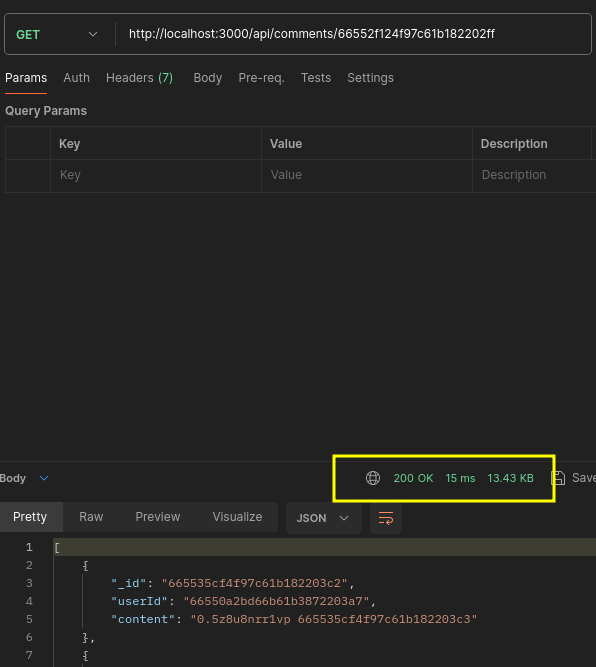 GET http://localhost:3000/api/comments/66552f124f97c61b182202ff
Params Auth Headers (7) Body Pre-req. Tests Settings
Query Params
Key Value Description
Key Value Description
Body 200 OK 15 ms 13.43 KB Save
Pretty Raw Preview Visualize JSON
1 [
2 {
3 "_id": "665535cf4f97c61b182203c2",
4 "userId": "66550a2bd66b61b3872203a7",
5 "content": "0.5z8u8nrr1vp 665535cf4f97c61b182203c3"
6 },
7 {